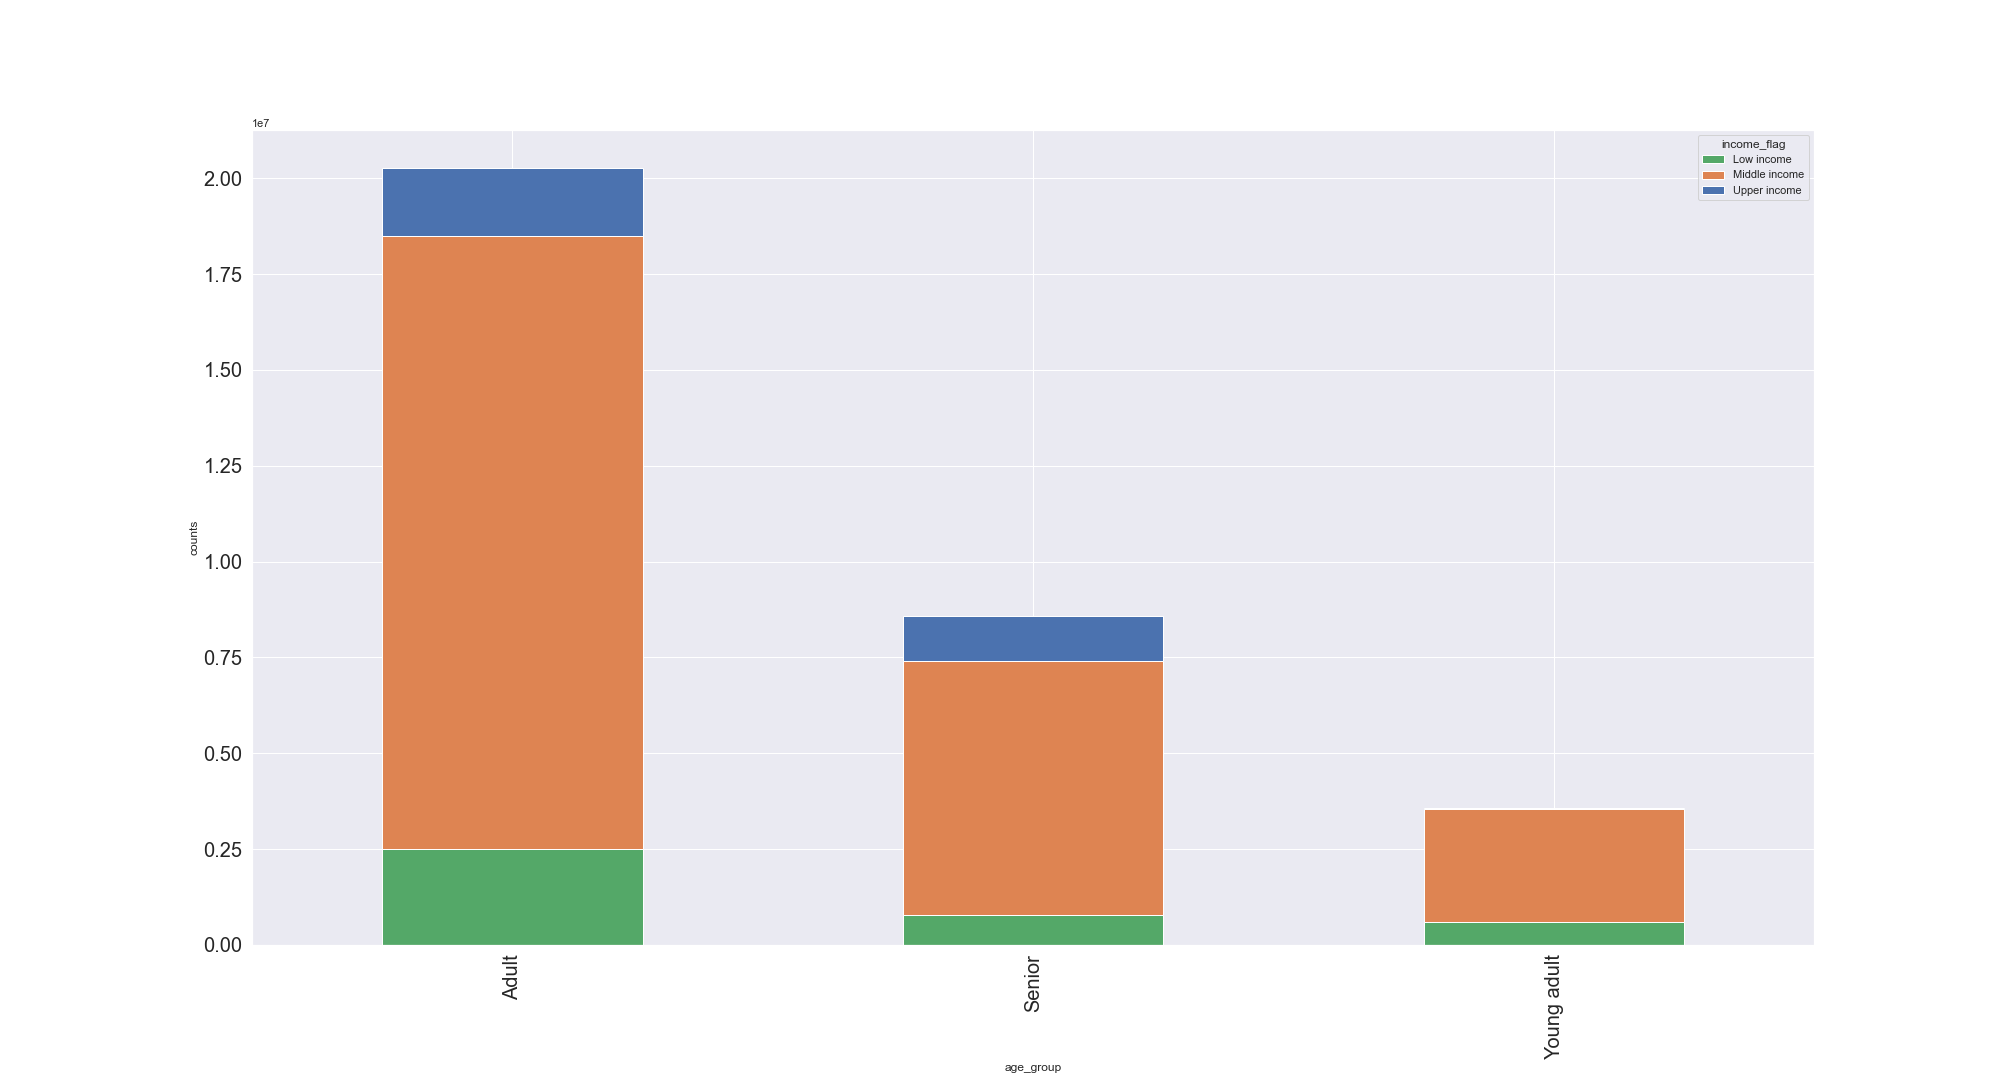 1e7
income_flag
Low income
Middle income
Upper income
2.00
1.75
1.50
1.25
1.00
0.75
0.50
0.25
0.00
counts
Adult
Senior
Young adult
age_group